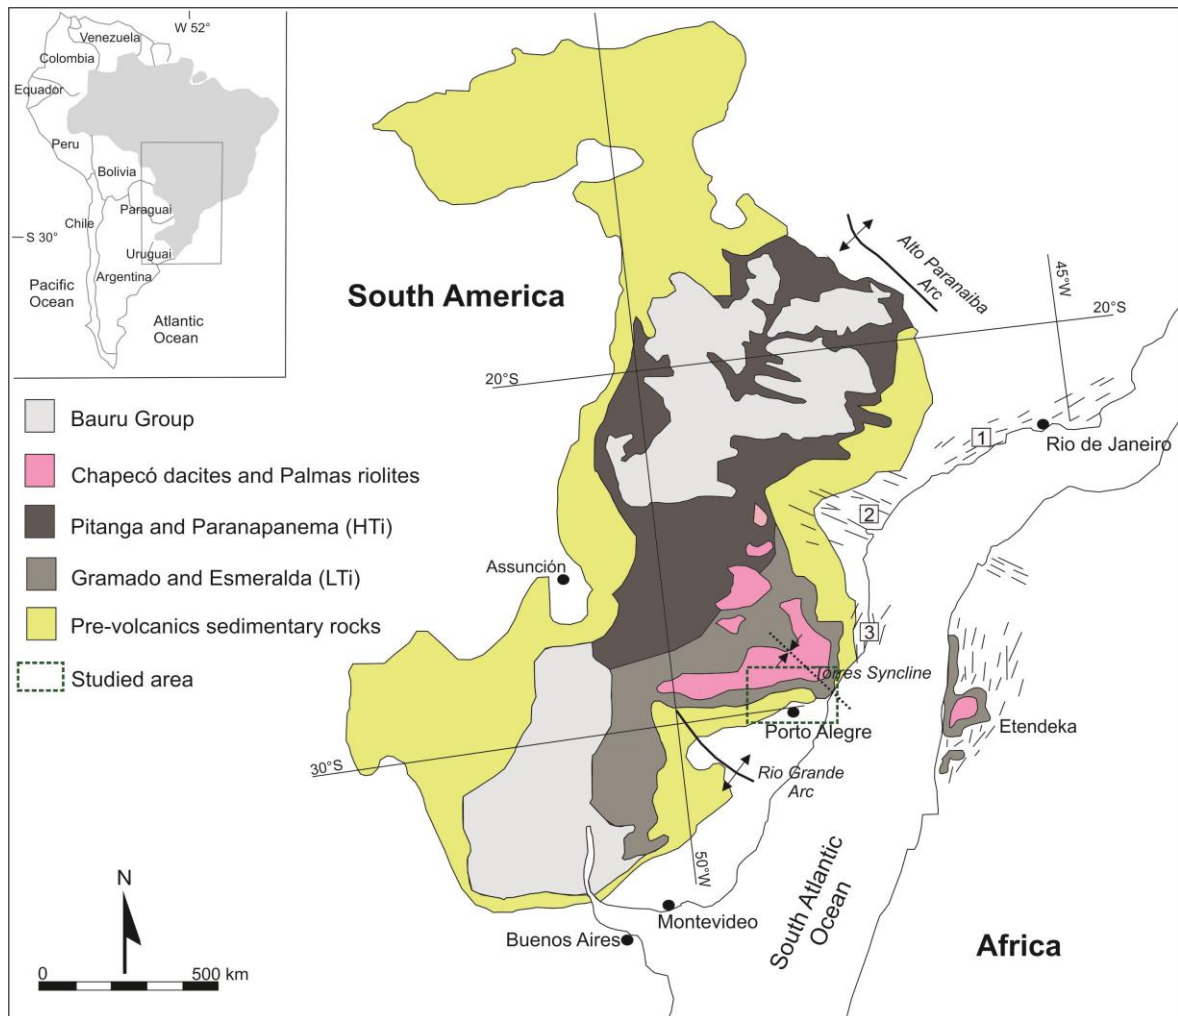 W 52°
Venezuela
Colombia
Equador
Peru
Bolivia
Paraguai
Chile
S 30°
Uruguai
Argentina
Pacific
Ocean
Atlantic
Ocean
South America
Alto Paranaiba
Arc
45°W
20°S
20°S
Bauru Group
Chapecó dacites and Palmas riolites
Pitanga and Paranapanema (HTi)
Gramado and Esmeralda (LTi)
Pre-volcanics sedimentary rocks
Studied area
1
Rio de Janeiro
2
Assunción
3
Torres Syncline
Porto Alegre
Etendeka
30°S
Rio Grande
Arc
50°W
South Atlantic
Ocean
Montevideo
Buenos Aires
Africa
N
0
500 km